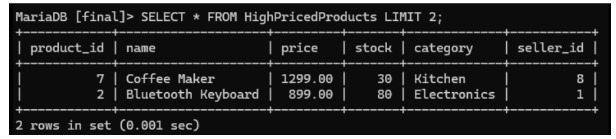 MariaDB [final]> SELECT * FROM HighPricedProducts LIMIT 2;
+------------+--------------------+---------+-------+-------------+-----------+
| product_id | name               | price   | stock | category    | seller_id |
+------------+--------------------+---------+-------+-------------+-----------+
|          7 | Coffee Maker       | 1299.00 |    30 | Kitchen     |         8 |
|          2 | Bluetooth Keyboard |  899.00 |    80 | Electronics |         1 |
+------------+--------------------+---------+-------+-------------+-----------+
2 rows in set (0.001 sec)